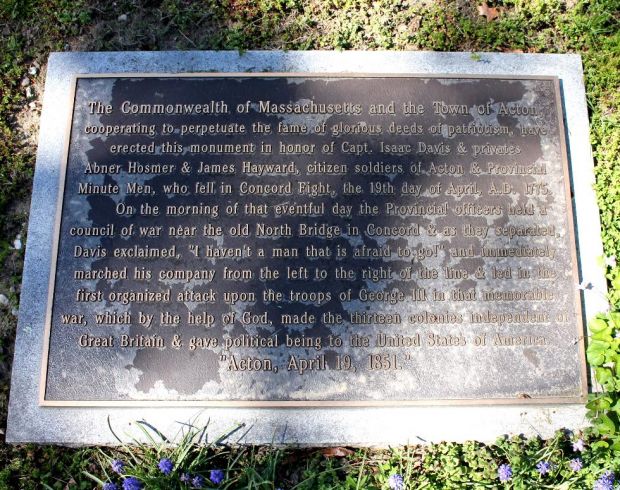 The Commonwealth of Massachusetts and the Town of Acton,
cooperating to perpetuate the fame of glorious deeds of patriotism, have
erected this monument in honor of Capt. Isaac Davis & privates
Abner Hosmer & James Hayward, citizen soldiers of Acton & Provincial
Minute Men, who fell in Concord Fight, the 19th day of April, A.D. 1775.
On the morning of that eventful day the Provincial officers held a
council of war near the old North Bridge in Concord & as they separated,
Davis exclaimed, "I haven't a man that is afraid to go!" and immediately
marched his company from the left to the right of the line & led in the
first organized attack upon the troops of George III in that memorable
war, which by the help of God, made the thirteen colonies independent of
Great Britain & gave political being to the United States of America.
"Acton, April 19, 1851."